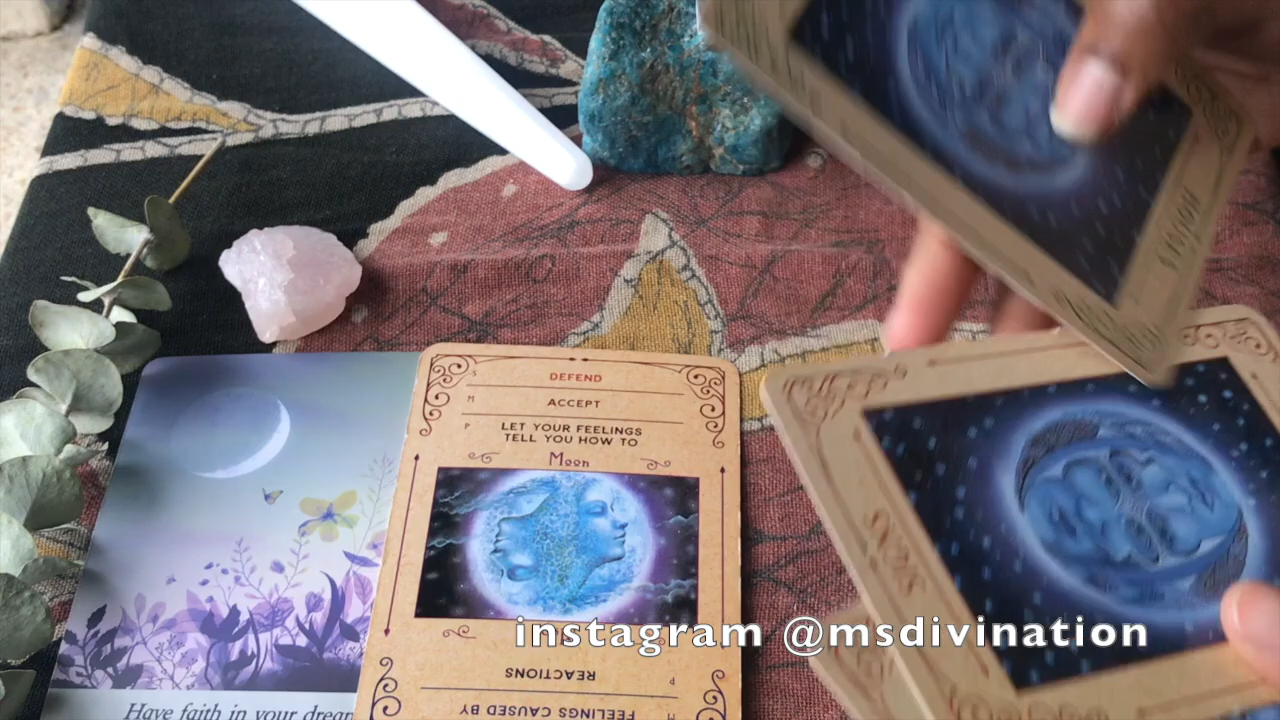 S
DEFEND
M
ACCEPT
P
LET YOUR FEELINGS
TELL YOU HOW TO
Moon
REACTIONS
P
FEELINGS CAUSED BY
M
instagram @msdivination
Have faith in your dream